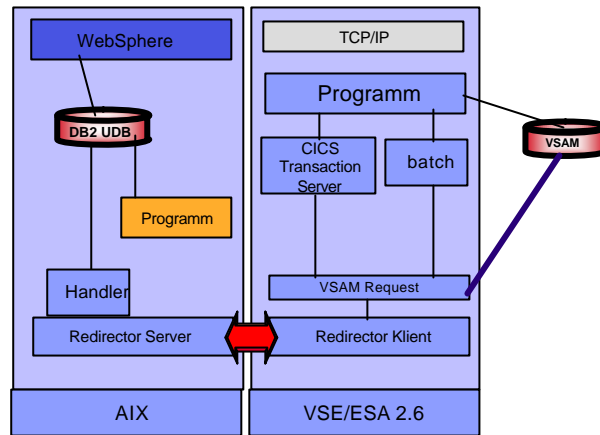 WebSphere
DB2 UDB
Programm
Handler
Redirector Server
AIX
TCP/IP
Programm
CICS
Transaction
Server
batch
VSAM Request
Redirector Klient
VSE/ESA 2.6
VSAM